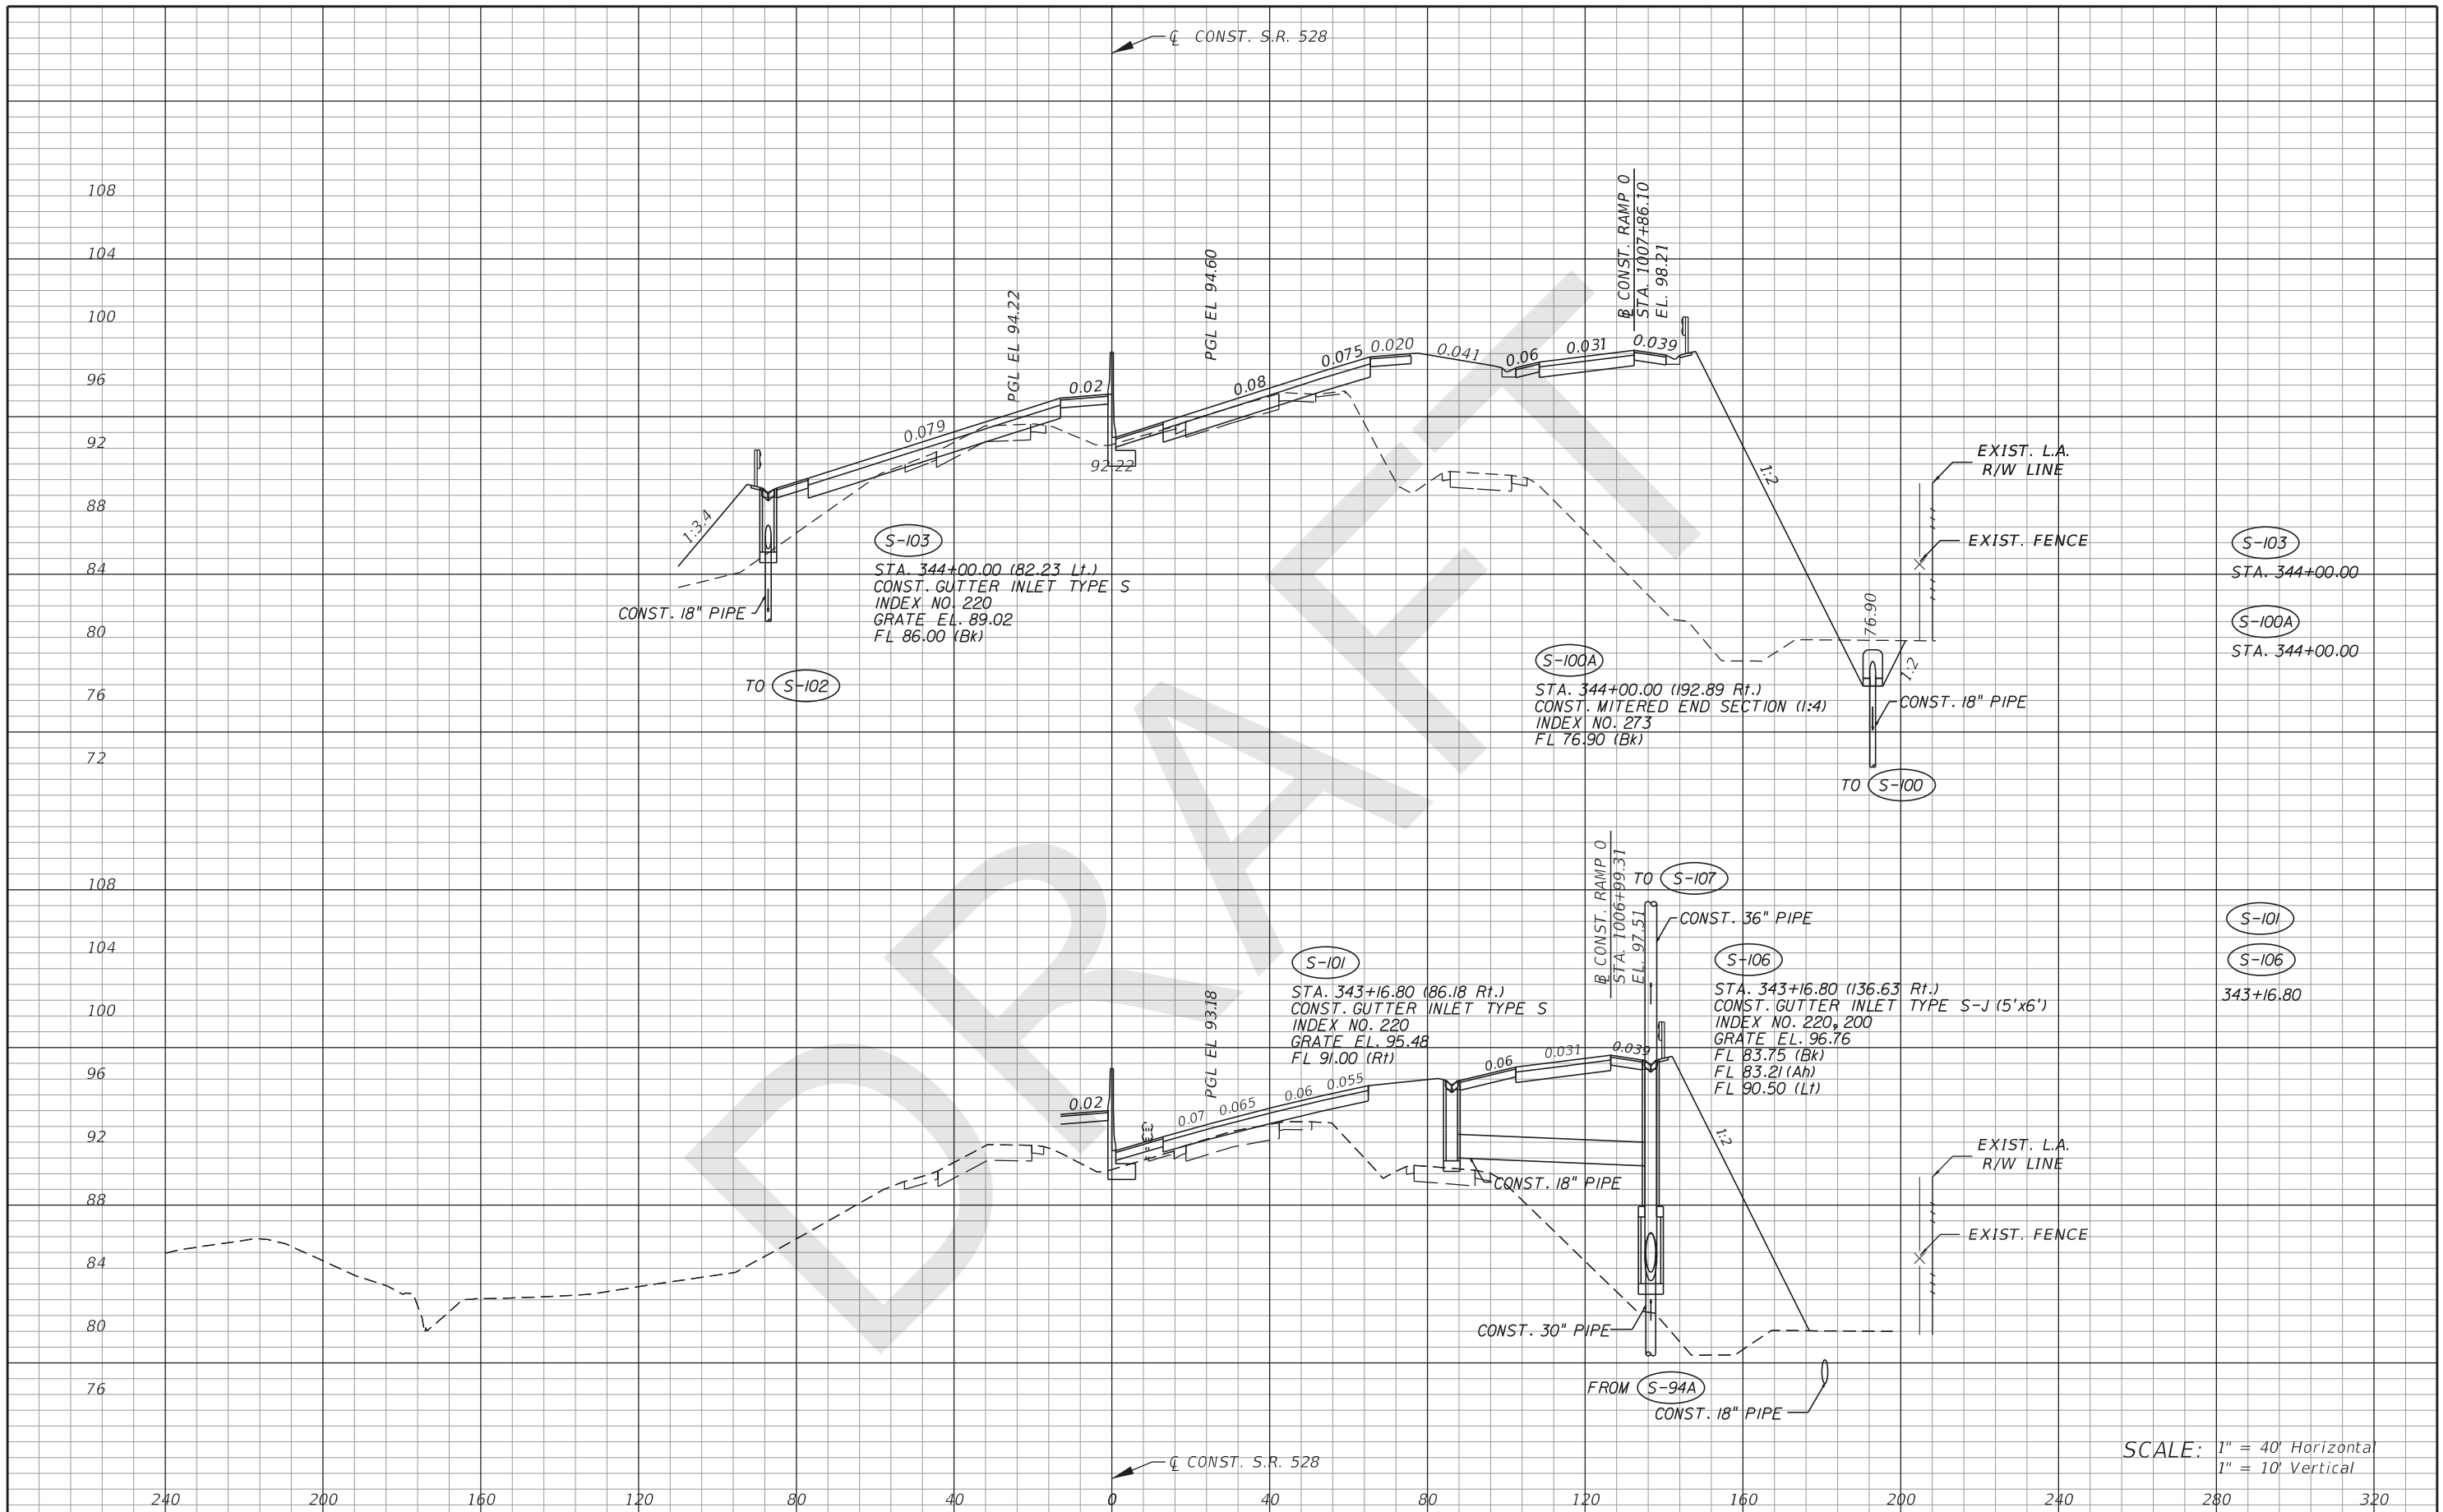 ℄ CONST. S.R. 528
108
104
100
96
92
88
84
80
76
72
PGL EL 94.22
PGL EL 94.60
℄ CONST. RAMP O
STA. 1007+86.10
EL. 98.21
0.079
0.02
92.22
0.08
0.075
0.020
0.041
0.06
0.031
0.039
1:3.4
1:2
1:2
76.90
EXIST. L.A.
R/W LINE
EXIST. FENCE
S-103
STA. 344+00.00 (82.23 Lt.)
CONST. GUTTER INLET TYPE S
INDEX NO. 220
GRATE EL. 89.02
FL 86.00 (Bk)
CONST. 18" PIPE
TO S-102
S-100A
STA. 344+00.00 (192.89 Rt.)
CONST. MITERED END SECTION (1:4)
INDEX NO. 273
FL 76.90 (Bk)
CONST. 18" PIPE
TO S-100
S-103
STA. 344+00.00
S-100A
STA. 344+00.00
DRAFT
108
104
100
96
92
88
84
80
76
PGL EL 93.18
℄ CONST. RAMP O
STA. 1006+99.31
EL. 97.51
TO S-107
CONST. 36" PIPE
S-101
STA. 343+16.80 (86.18 Rt.)
CONST. GUTTER INLET TYPE S
INDEX NO. 220
GRATE EL. 95.48
FL 91.00 (Rt)
S-106
STA. 343+16.80 (136.63 Rt.)
CONST. GUTTER INLET TYPE S-J (5'x6')
INDEX NO. 220, 200
GRATE EL. 96.76
FL 83.75 (Bk)
FL 83.21 (Ah)
FL 90.50 (Lt)
S-101
S-106
343+16.80
0.02
0.07
0.065
0.06
0.055
0.06
0.031
0.039
1:2
EXIST. L.A.
R/W LINE
EXIST. FENCE
CONST. 18" PIPE
CONST. 30" PIPE
FROM S-94A
CONST. 18" PIPE
℄ CONST. S.R. 528
SCALE: 1" = 40' Horizontal
1" = 10' Vertical
240 200 160 120 80 40 0 40 80 120 160 200 240 280 320